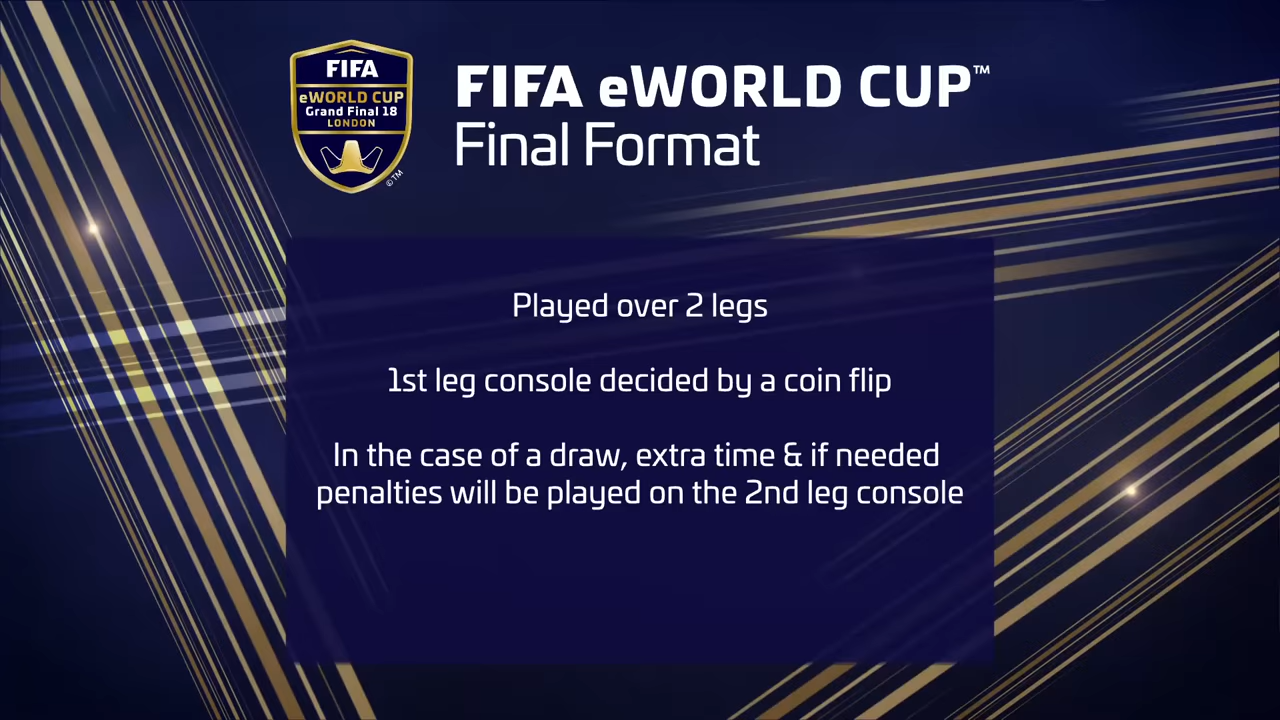 FIFA
eWORLD CUP
Grand Final 18
LONDON
©TM
FIFA eWORLD CUP™
Final Format
Played over 2 legs
1st leg console decided by a coin flip
In the case of a draw, extra time & if needed
penalties will be played on the 2nd leg console